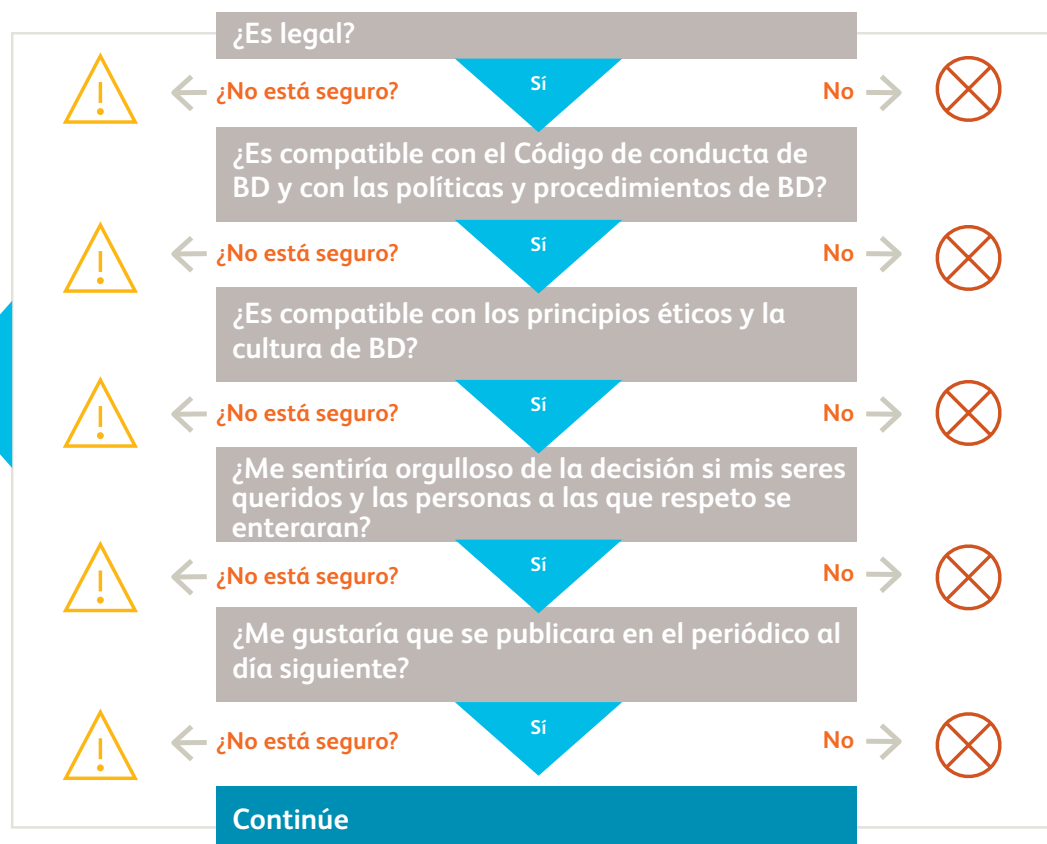 ¿Es legal?
¿No está seguro?
Sí
No
¿Es compatible con el Código de conducta de
BD y con las políticas y procedimientos de BD?
¿No está seguro?
Sí
No
¿Es compatible con los principios éticos y la
cultura de BD?
¿No está seguro?
Sí
No
¿Me sentiría orgulloso de la decisión si mis seres
queridos y las personas a las que respeto se
enteraran?
¿No está seguro?
Sí
No
¿Me gustaría que se publicara en el periódico al
día siguiente?
¿No está seguro?
Sí
No
Continúe